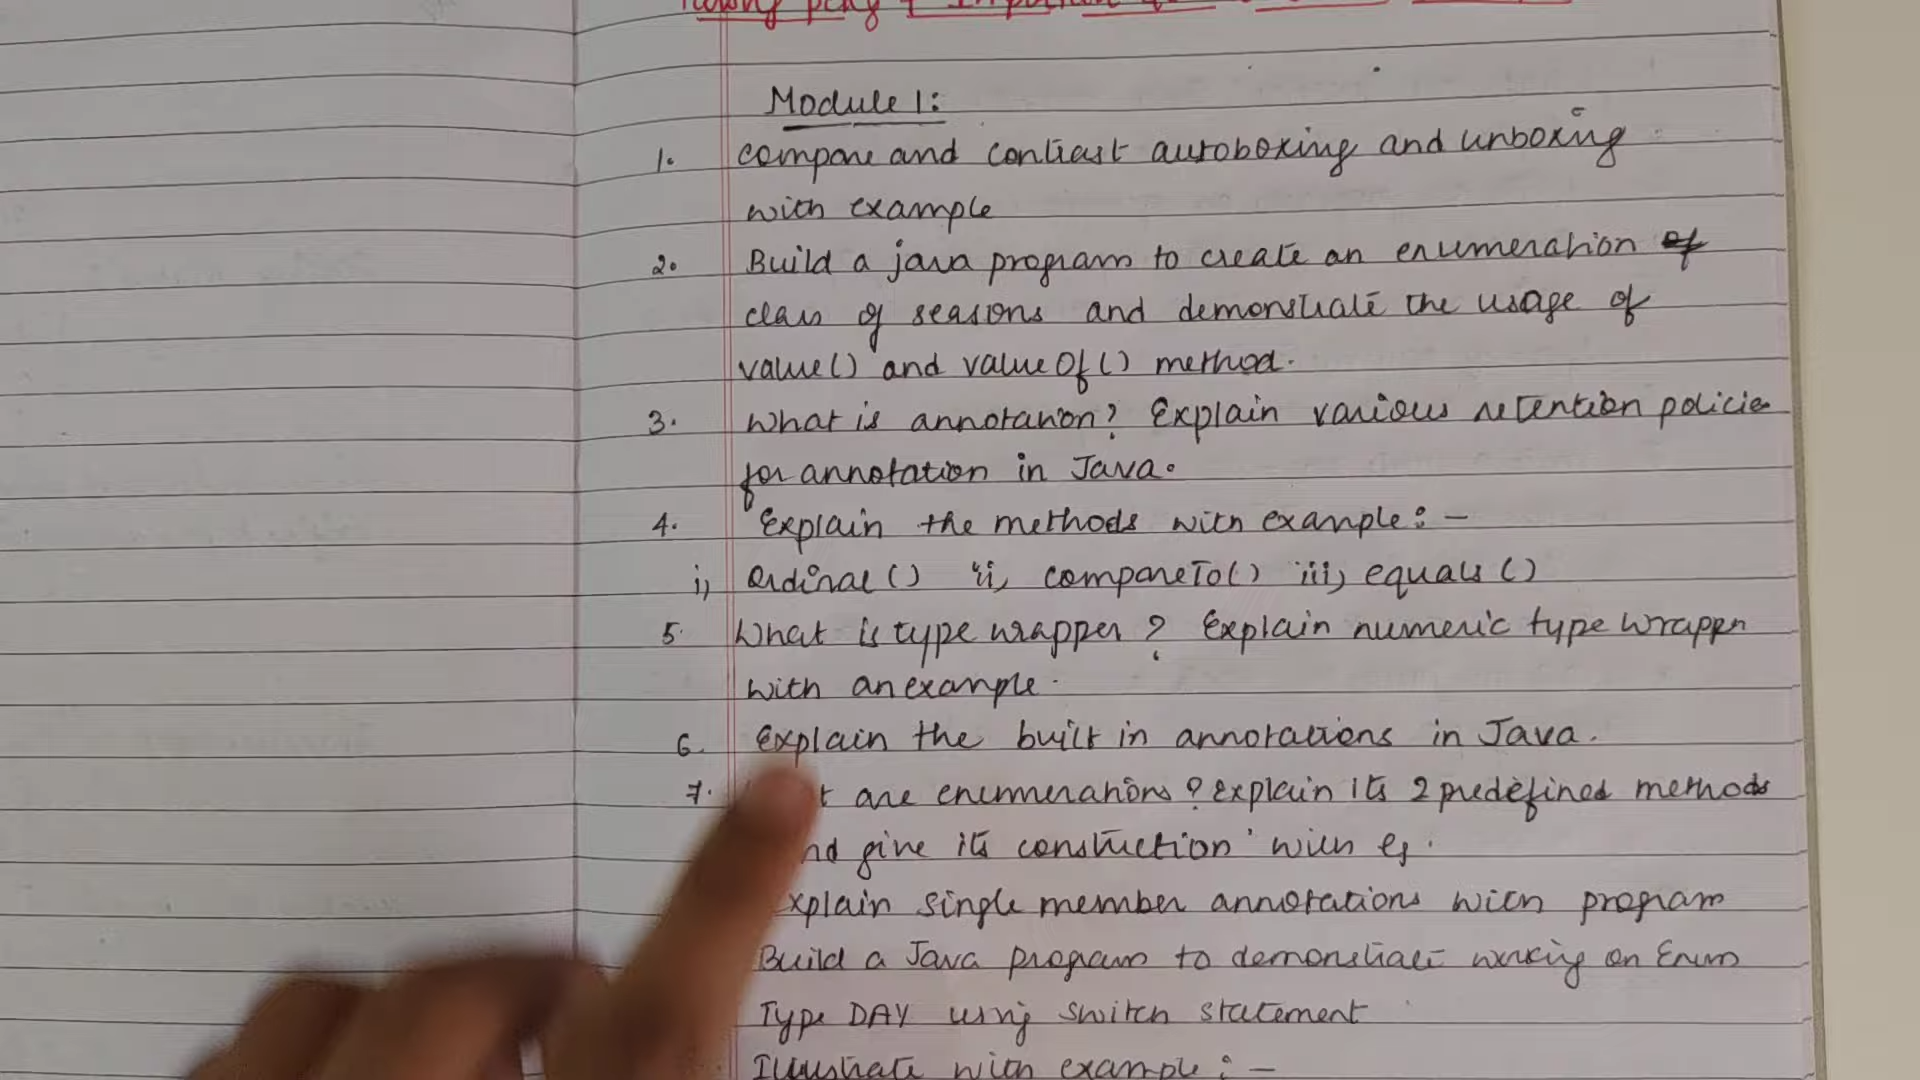 Module 1:
1. compare and contrast autoboxing and unboxing
with example
2. Build a java program to create an enumeration of
class of seasons and demonstrate the usage of
value() and valueOf() method.
3. What is annotation? Explain various retention policie
for annotation in Java.
4. Explain the methods with example: -
i, ordinal() ii, compareTo() iii, equals()
5. What is type wrapper? Explain numeric type wrapper
with an example.
6. Explain the built in annotations in Java.
7. are enumerations? Explain its 2 predefined methods
give its construction with eg.
xplain single member annotations with program
Build a Java program to demonstrate working on Enum
Type DAY using switch statement
Illustrate with example: -